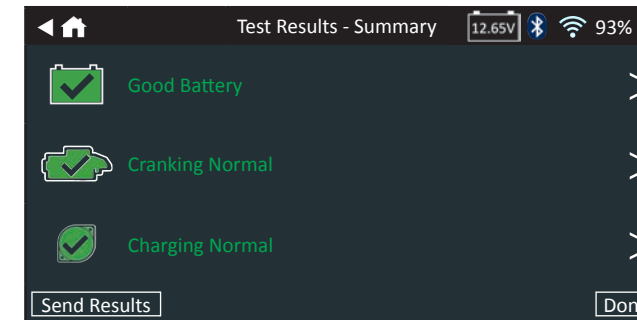 Test Results - Summary 12.65V 93%
Good Battery
Cranking Normal
Charging Normal
Send Results